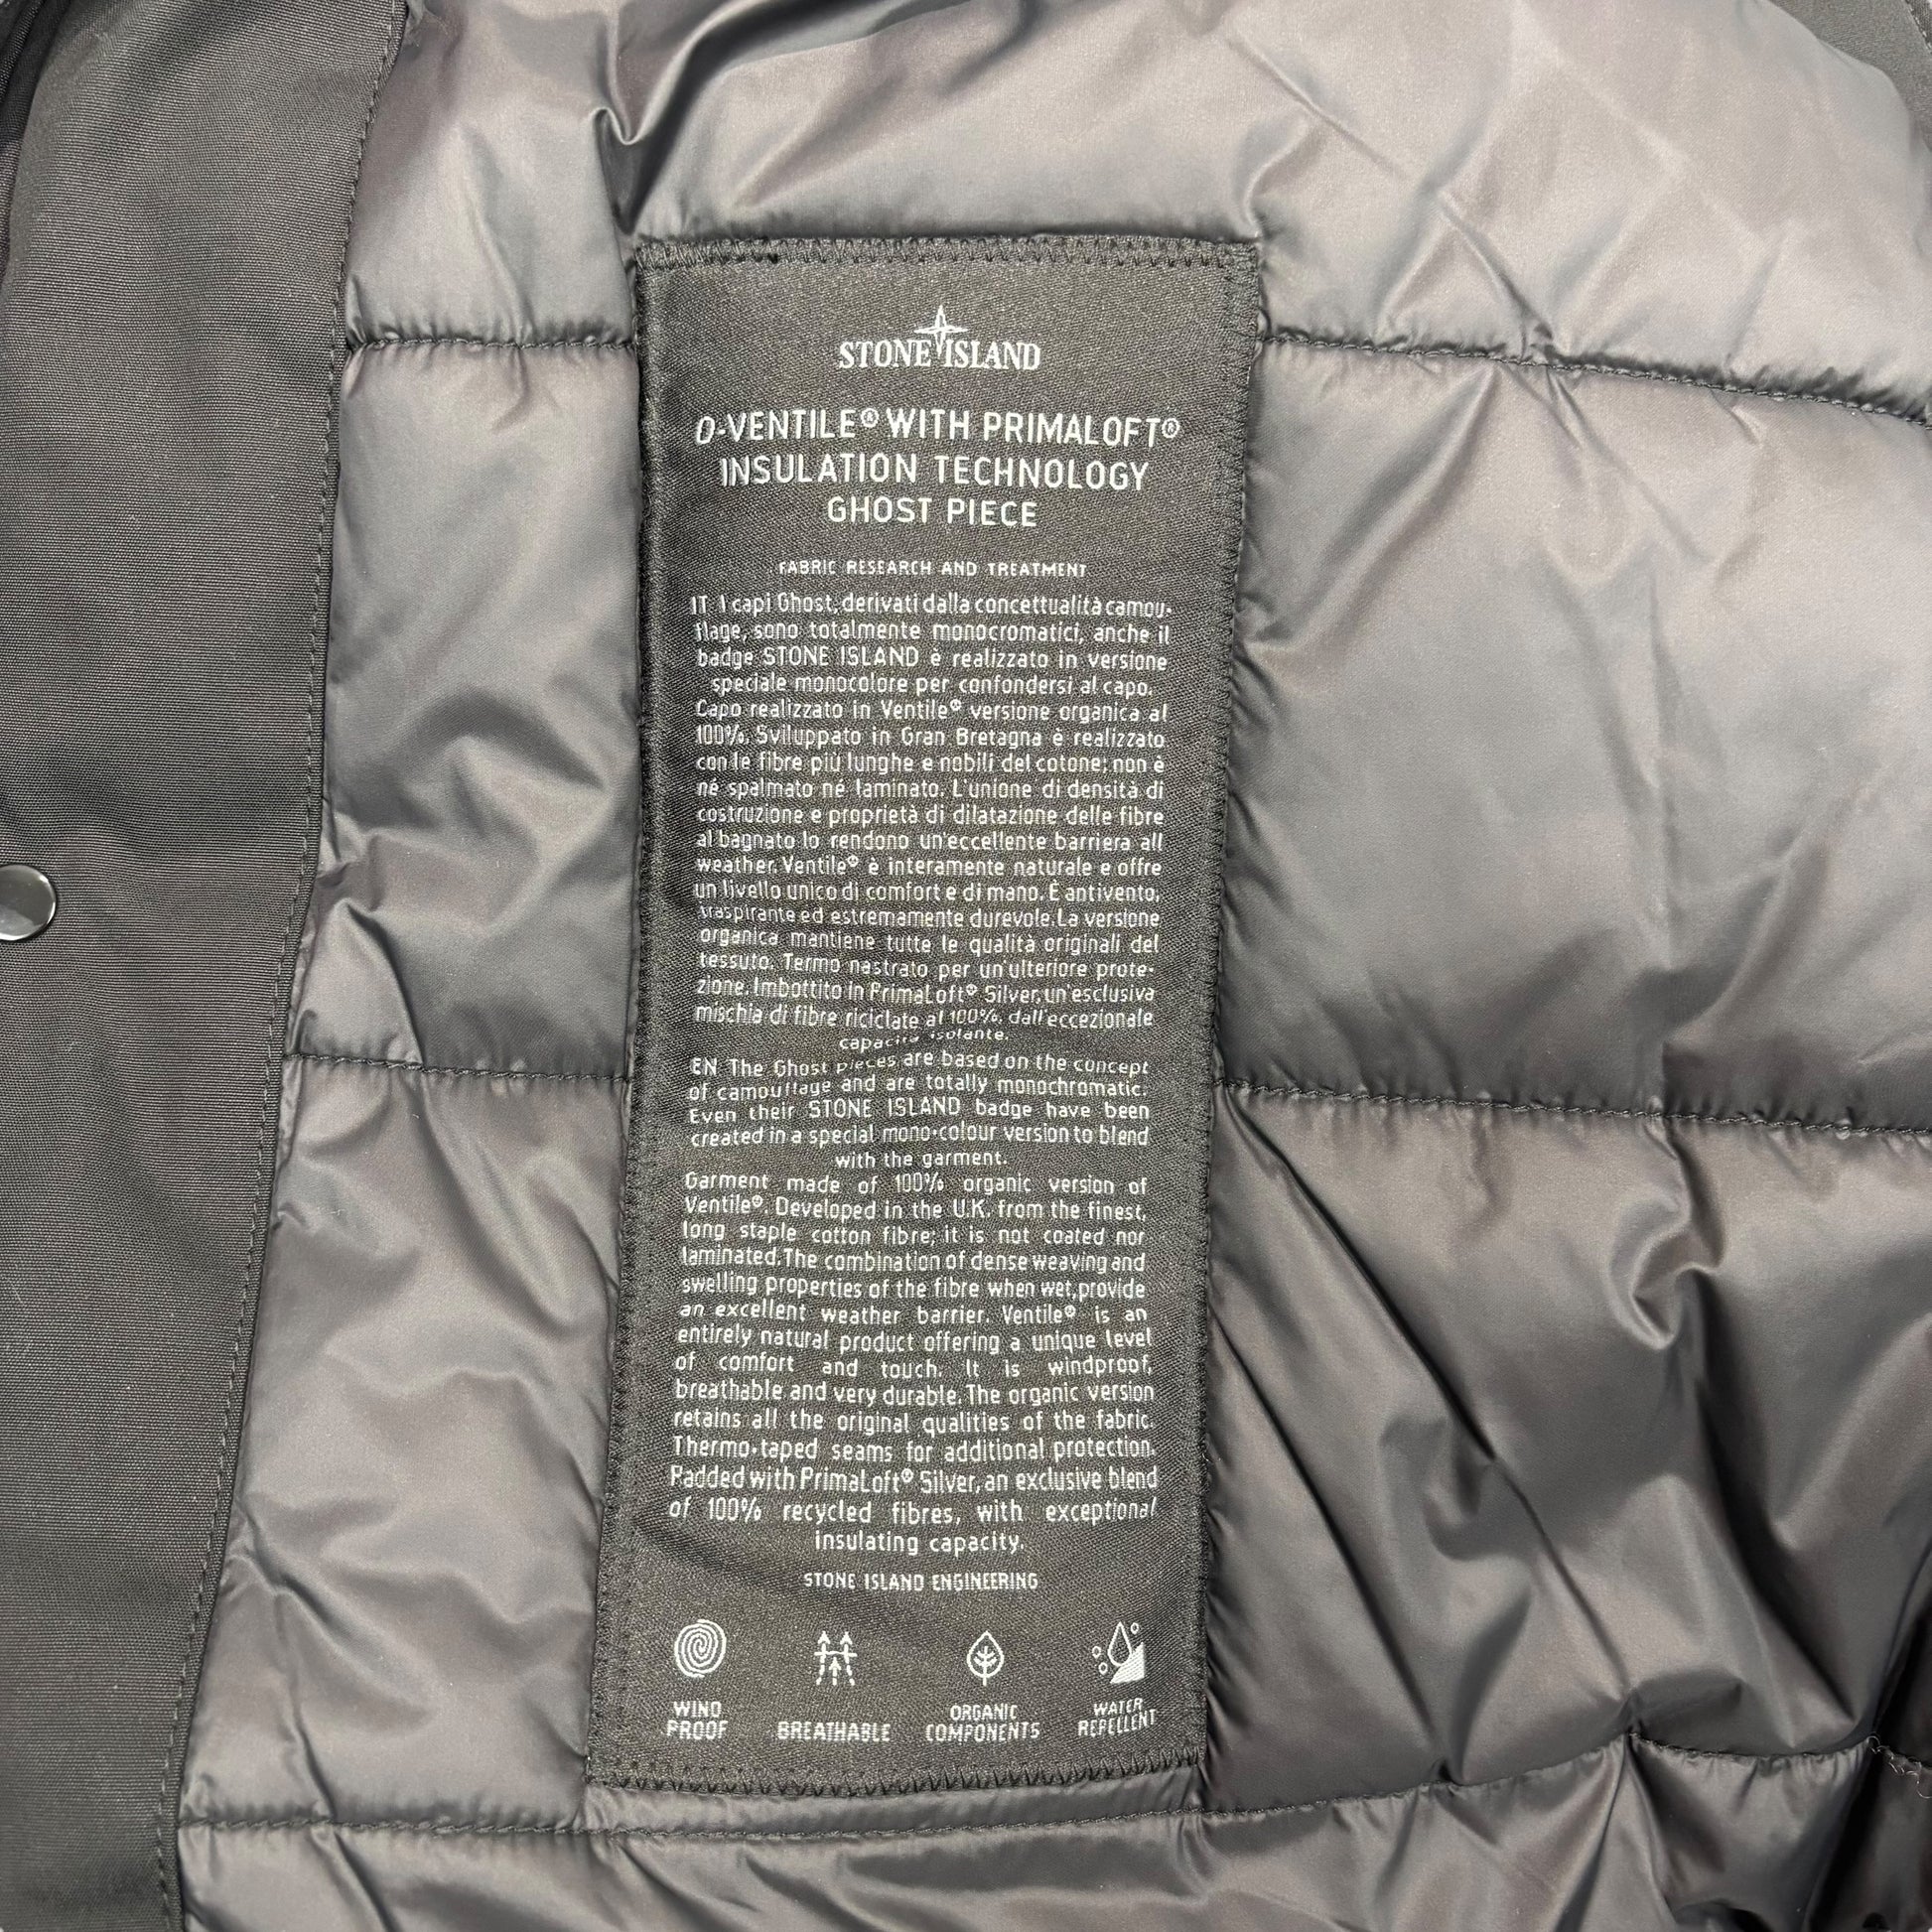 STONE ISLAND
O-VENTILE® WITH PRIMALOFT®
INSULATION TECHNOLOGY
GHOST PIECE
FABRIC RESEARCH AND TREATMENT
IT I capi Ghost, derivati dalla concettualità camou-
flage, sono totalmente monocromatici, anche il
badge STONE ISLAND è realizzato in versione
speciale monocolore per confondersi al capo.
Capo realizzato in Ventile® versione organica al
100%. Sviluppato in Gran Bretagna è realizzato
con le fibre più lunghe e nobili del cotone; non è
né spalmato né laminato. L'unione di densità di
costruzione e proprietà di dilatazione delle fibre
al bagnato lo rendono un'eccellente barriera all
weather. Ventile® è interamente naturale e offre
un livello unico di comfort e di mano. È antivento,
traspirante ed estremamente durevole. La versione
organica mantiene tutte le qualità originali del
tessuto. Termo nastrato per un'ulteriore prote-
zione. Imbottito in PrimaLoft® Silver, un'esclusiva
mischia di fibre riciclate al 100%. dall'eccezionale
capacità isolante.
EN The Ghost pieces are based on the concept
of camouflage and are totally monochromatic.
Even their STONE ISLAND badge have been
created in a special mono-colour version to blend
with the garment.
Garment made of 100% organic version of
Ventile®. Developed in the U.K. from the finest,
long staple cotton fibre; it is not coated nor
laminated. The combination of dense weaving and
swelling properties of the fibre when wet, provide
an excellent weather barrier. Ventile® is an
entirely natural product offering a unique level
of comfort and touch. It is windproof,
breathable and very durable. The organic version
retains all the original qualities of the fabric.
Thermo-taped seams for additional protection.
Padded with PrimaLoft® Silver, an exclusive blend
of 100% recycled fibres, with exceptional
insulating capacity.
STONE ISLAND ENGINEERING
WIND
PROOF
BREATHABLE
ORGANIC
COMPONENTS
WATER
REPELLENT